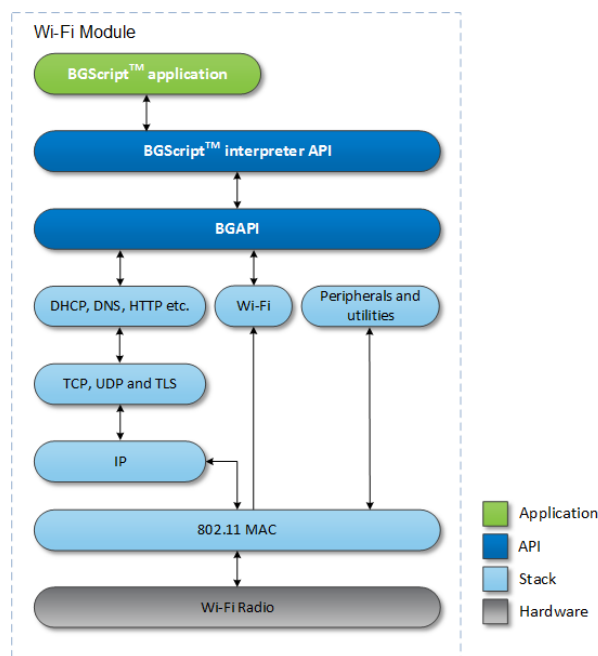 Wi-Fi Module
BGScript™ application
BGScript™ interpreter API
BGAPI
DHCP, DNS, HTTP etc.
Wi-Fi
Peripherals and
utilities
TCP, UDP and TLS
IP
802.11 MAC
Wi-Fi Radio
Application
API
Stack
Hardware